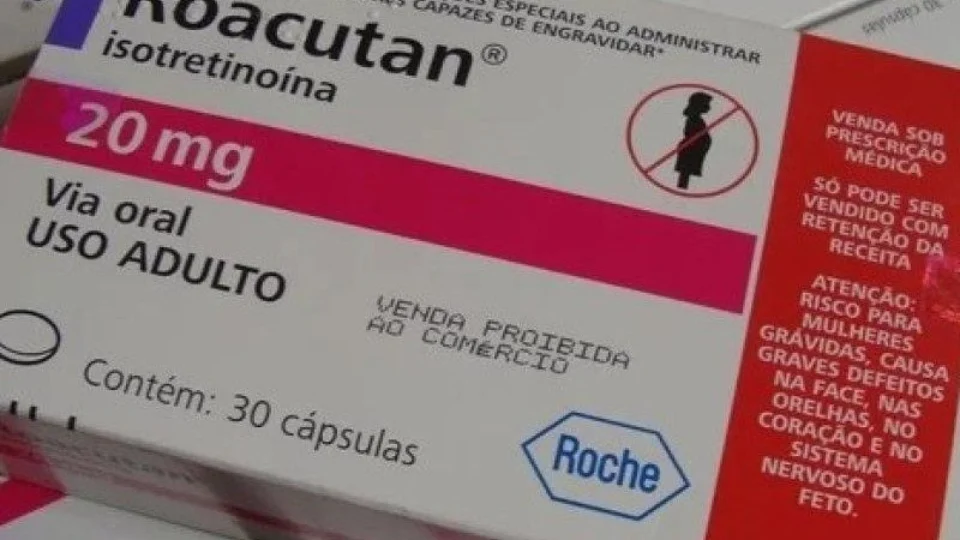 ESPECIAIS AO ADMINISTRAR
CAPAZES DE ENGRAVIDAR*
Roacutan®
isotretinoína
20 mg
Via oral
USO ADULTO
VENDA PROIBIDA
AO COMÉRCIO
Contém: 30 cápsulas
Roche
VENDA SOB
PRESCRIÇÃO
MÉDICA
SÓ PODE SER
VENDIDO COM
RETENÇÃO DA
RECEITA
ATENÇÃO:
RISCO PARA
MULHERES
GRÁVIDAS, CAUSA
GRAVES DEFEITOS
NA FACE, NAS
ORELHAS, NO
CORAÇÃO E NO
SISTEMA
NERVOSO DO
FETO.
30 cápsulas